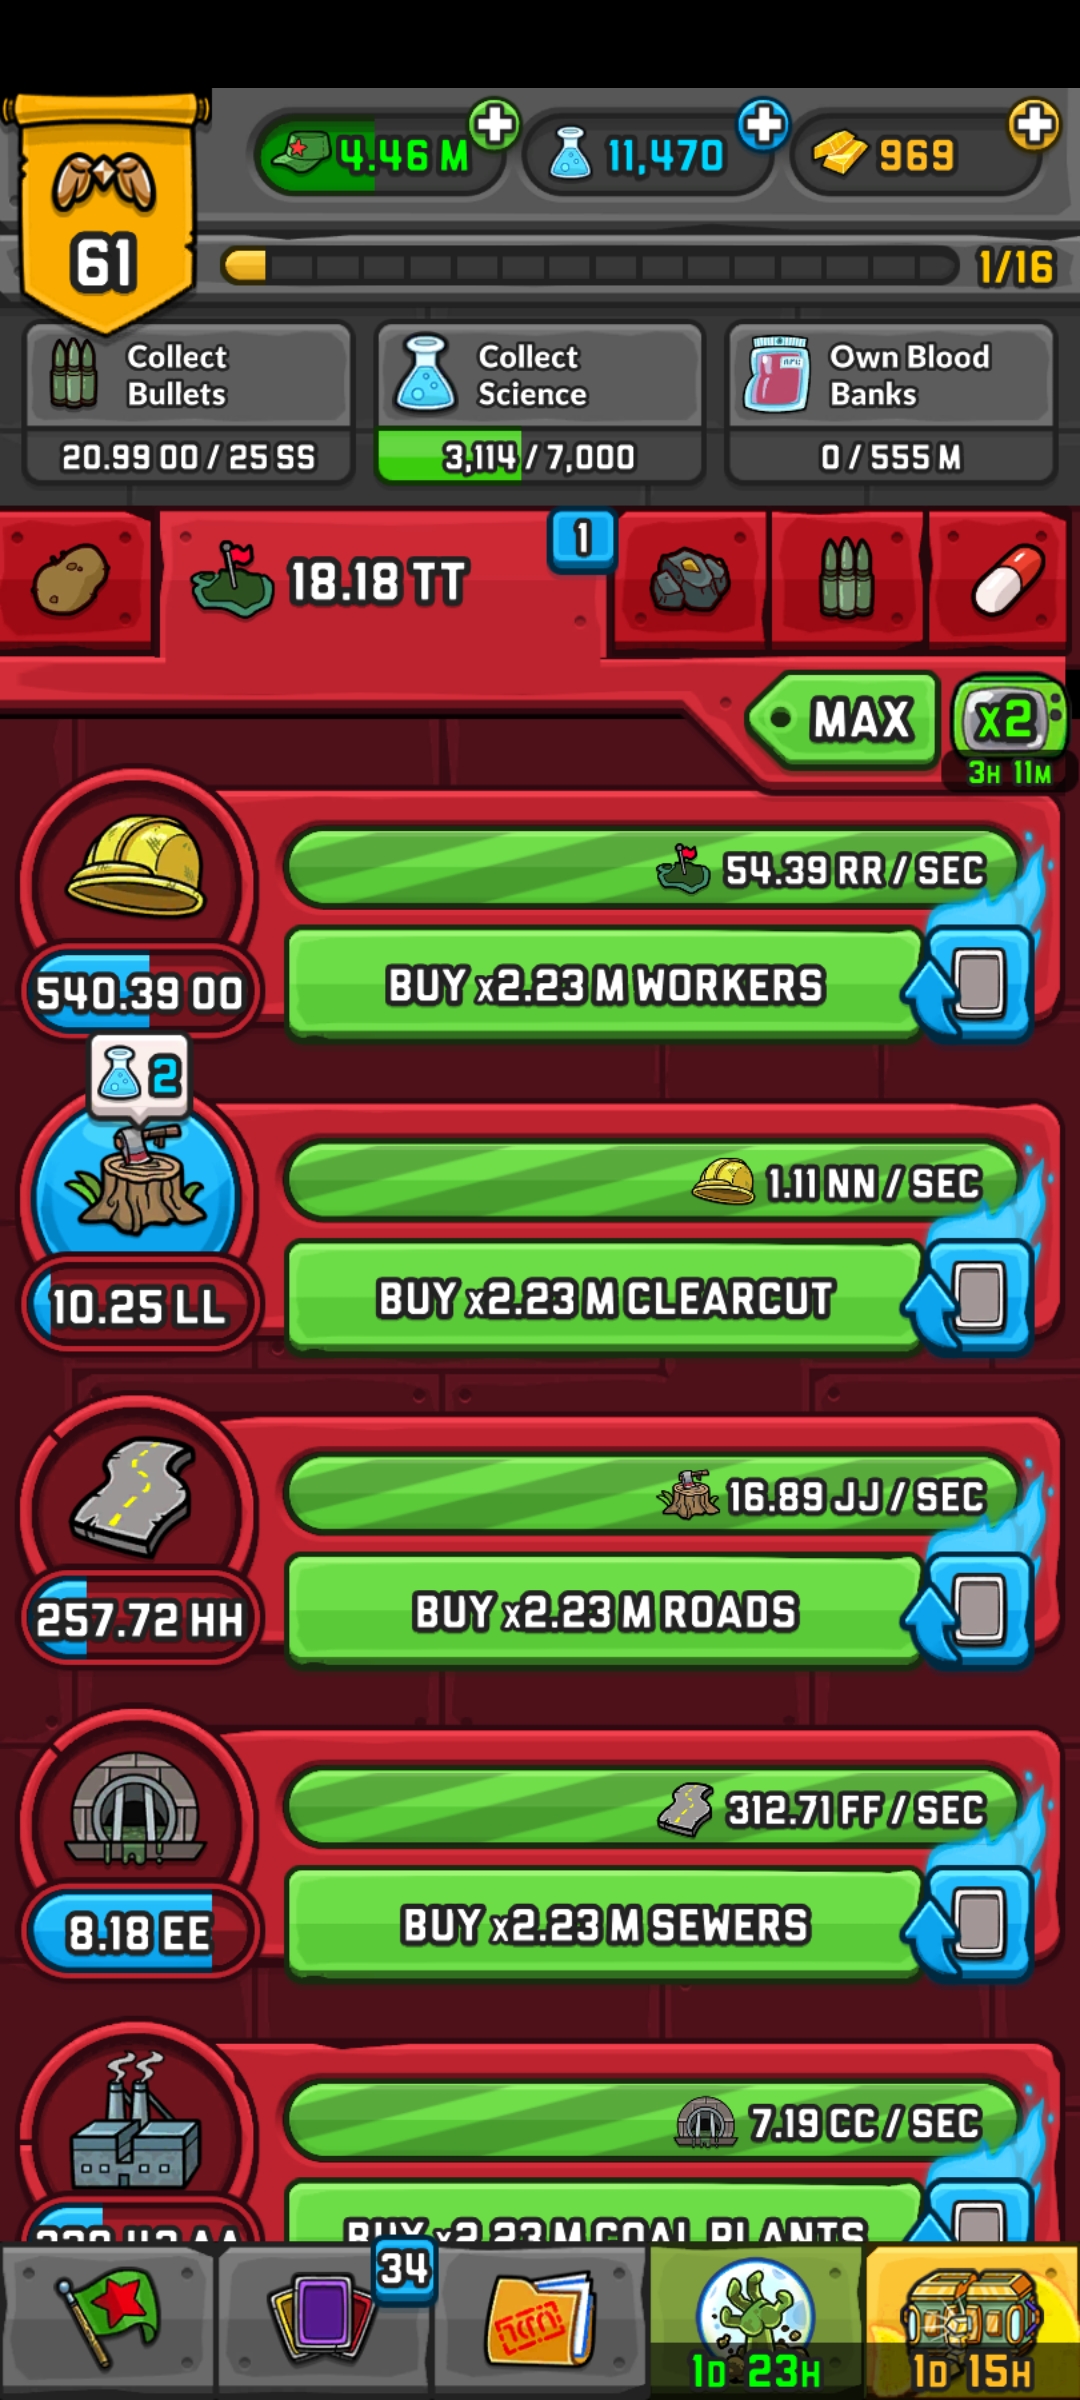 4.46 M
11,470
969
61
1/16
Collect Bullets
20.99 OO / 25 SS
Collect Science
3,114 / 7,000
Own Blood Banks
0 / 555 M
18.18 TT
1
MAX
x2
3H 11M
54.39 RR / SEC
540.39 OO
BUY x2.23 M WORKERS
2
1.11 NN / SEC
10.25 LL
BUY x2.23 M CLEARCUT
16.89 JJ / SEC
257.72 HH
BUY x2.23 M ROADS
312.71 FF / SEC
8.18 EE
BUY x2.23 M SEWERS
7.19 CC / SEC
BUY x2.23 M COAL PLANTS
34
1D 23H
1D 15H